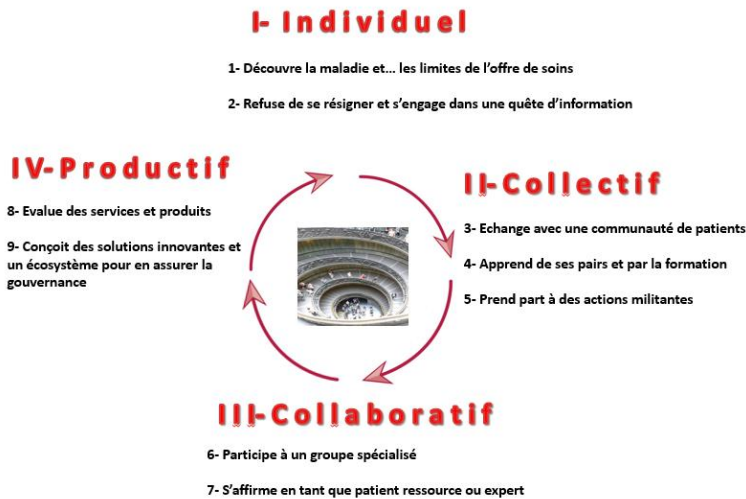 I- Individuel
1- Découvre la maladie et... les limites de l'offre de soins
2- Refuse de se résigner et s'engage dans une quête d'information
II-Collectif
3- Echange avec une communauté de patients
4- Apprend de ses pairs et par la formation
5- Prend part à des actions militantes
III-Collaboratif
6- Participe à un groupe spécialisé
7- S'affirme en tant que patient ressource ou expert
IV-Productif
8- Evalue des services et produits
9- Conçoit des solutions innovantes et
un écosystème pour en assurer la
gouvernance